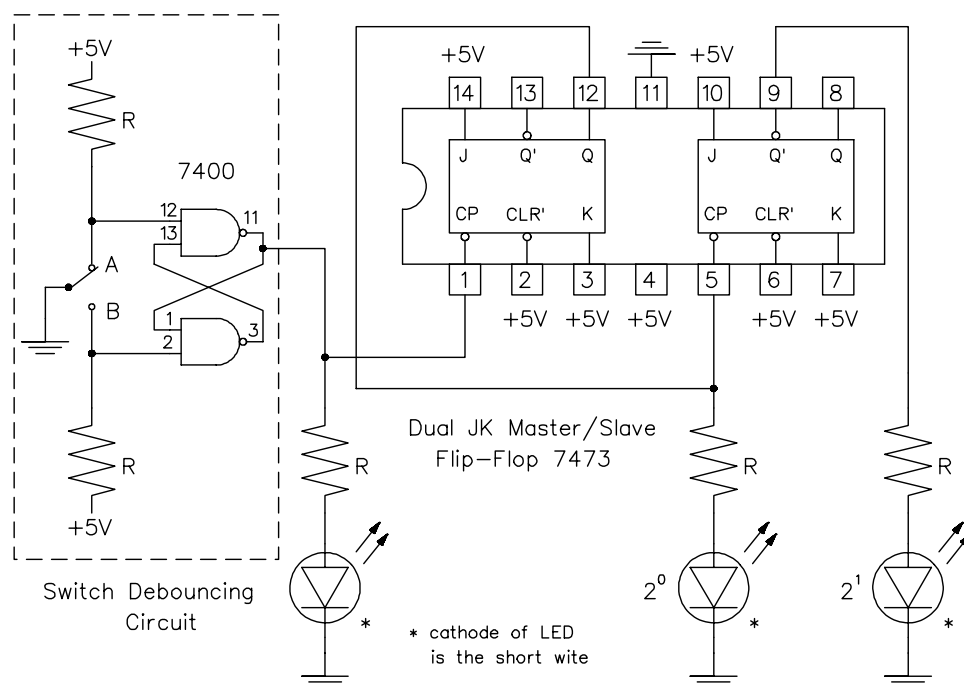 +5V
R
7400
12
13
11
A
B
1
2
3
R
+5V
Switch Debouncing
Circuit
+5V
+5V
14
13
12
11
10
9
8
J
Q'
Q
J
Q'
Q
CP
CLR'
K
CP
CLR'
K
1
2
3
4
5
6
7
+5V
+5V
+5V
+5V
+5V
Dual JK Master/Slave
Flip-Flop 7473
R
R
R
2⁰
2¹
*
*
*
* cathode of LED
is the short wite